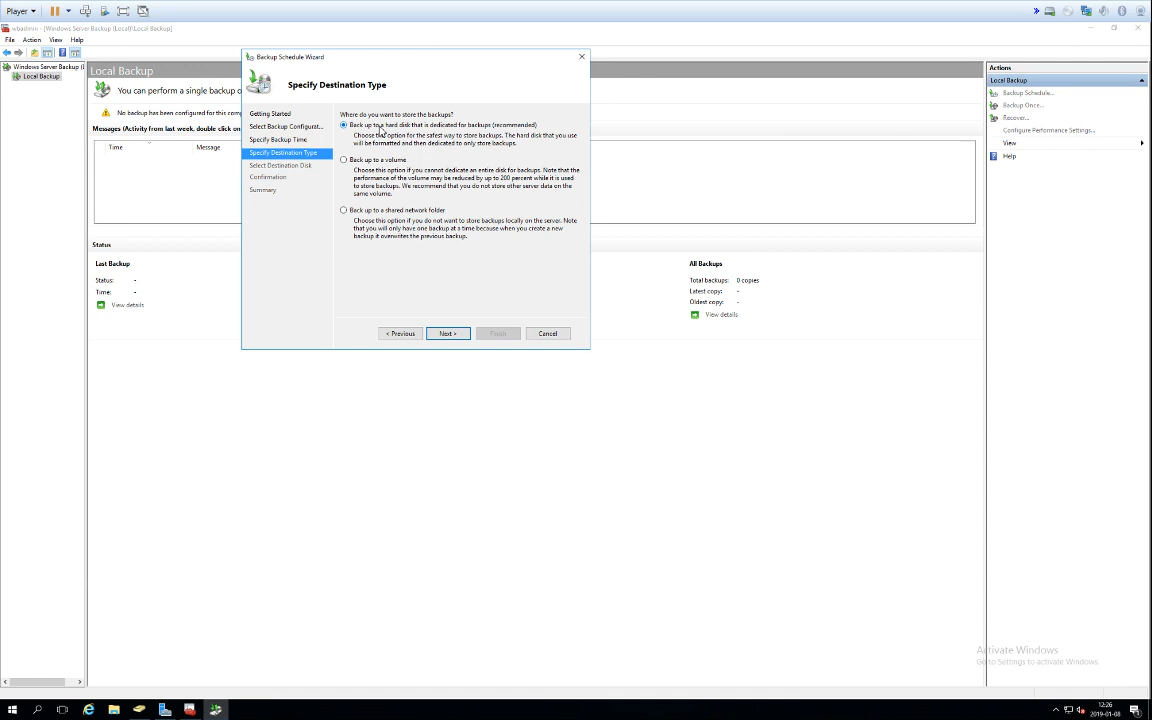 Player
wbadmin - [Windows Server Backup (Local)\Local Backup]
File Action View Help
Windows Server Backup (
Local Backup
Local Backup
You can perform a single backup o
No backup has been configured for this com
Messages (Activity from last week, double click on
Time Message
Status
Last Backup
Status: -
Time: -
View details
All Backups
Total backups: 0 copies
Latest copy: -
Oldest copy: -
View details
Backup Schedule Wizard
Specify Destination Type
Getting Started
Select Backup Configurat...
Specify Backup Time
Specify Destination Type
Select Destination Disk
Confirmation
Summary
Where do you want to store the backups?
Back up to a hard disk that is dedicated for backups (recommended)
Choose this option for the safest way to store backups. The hard disk that you use
will be formatted and then dedicated to only store backups.
Back up to a volume
Choose this option if you cannot dedicate an entire disk for backups. Note that the
performance of the volume may be reduced by up to 200 percent while it is used
to store backups. We recommend that you do not store other server data on the
same volume.
Back up to a shared network folder
Choose this option if you do not want to store backups locally on the server. Note
that you will only have one backup at a time because when you create a new
backup it overwrites the previous backup.
< Previous Next > Finish Cancel
Actions
Local Backup
Backup Schedule...
Backup Once...
Recover...
Configure Performance Settings...
View
Help
Activate Windows
Go to Settings to activate Windows.
12:26
2019-01-08